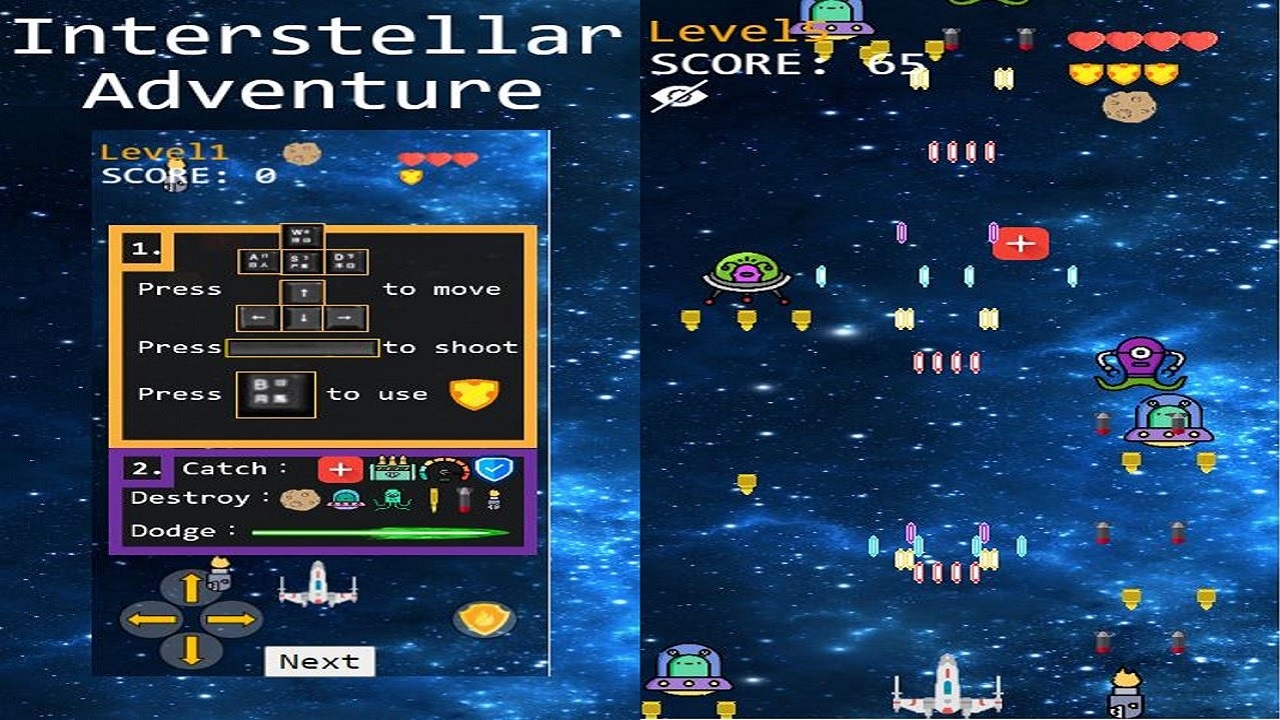 Interstellar
Adventure
Level1
SCORE: 0
1.
W
A S D
Press to move
Press to shoot
Press B to use
2. Catch :
Destroy :
Dodge :
Next
Level5
SCORE: 65